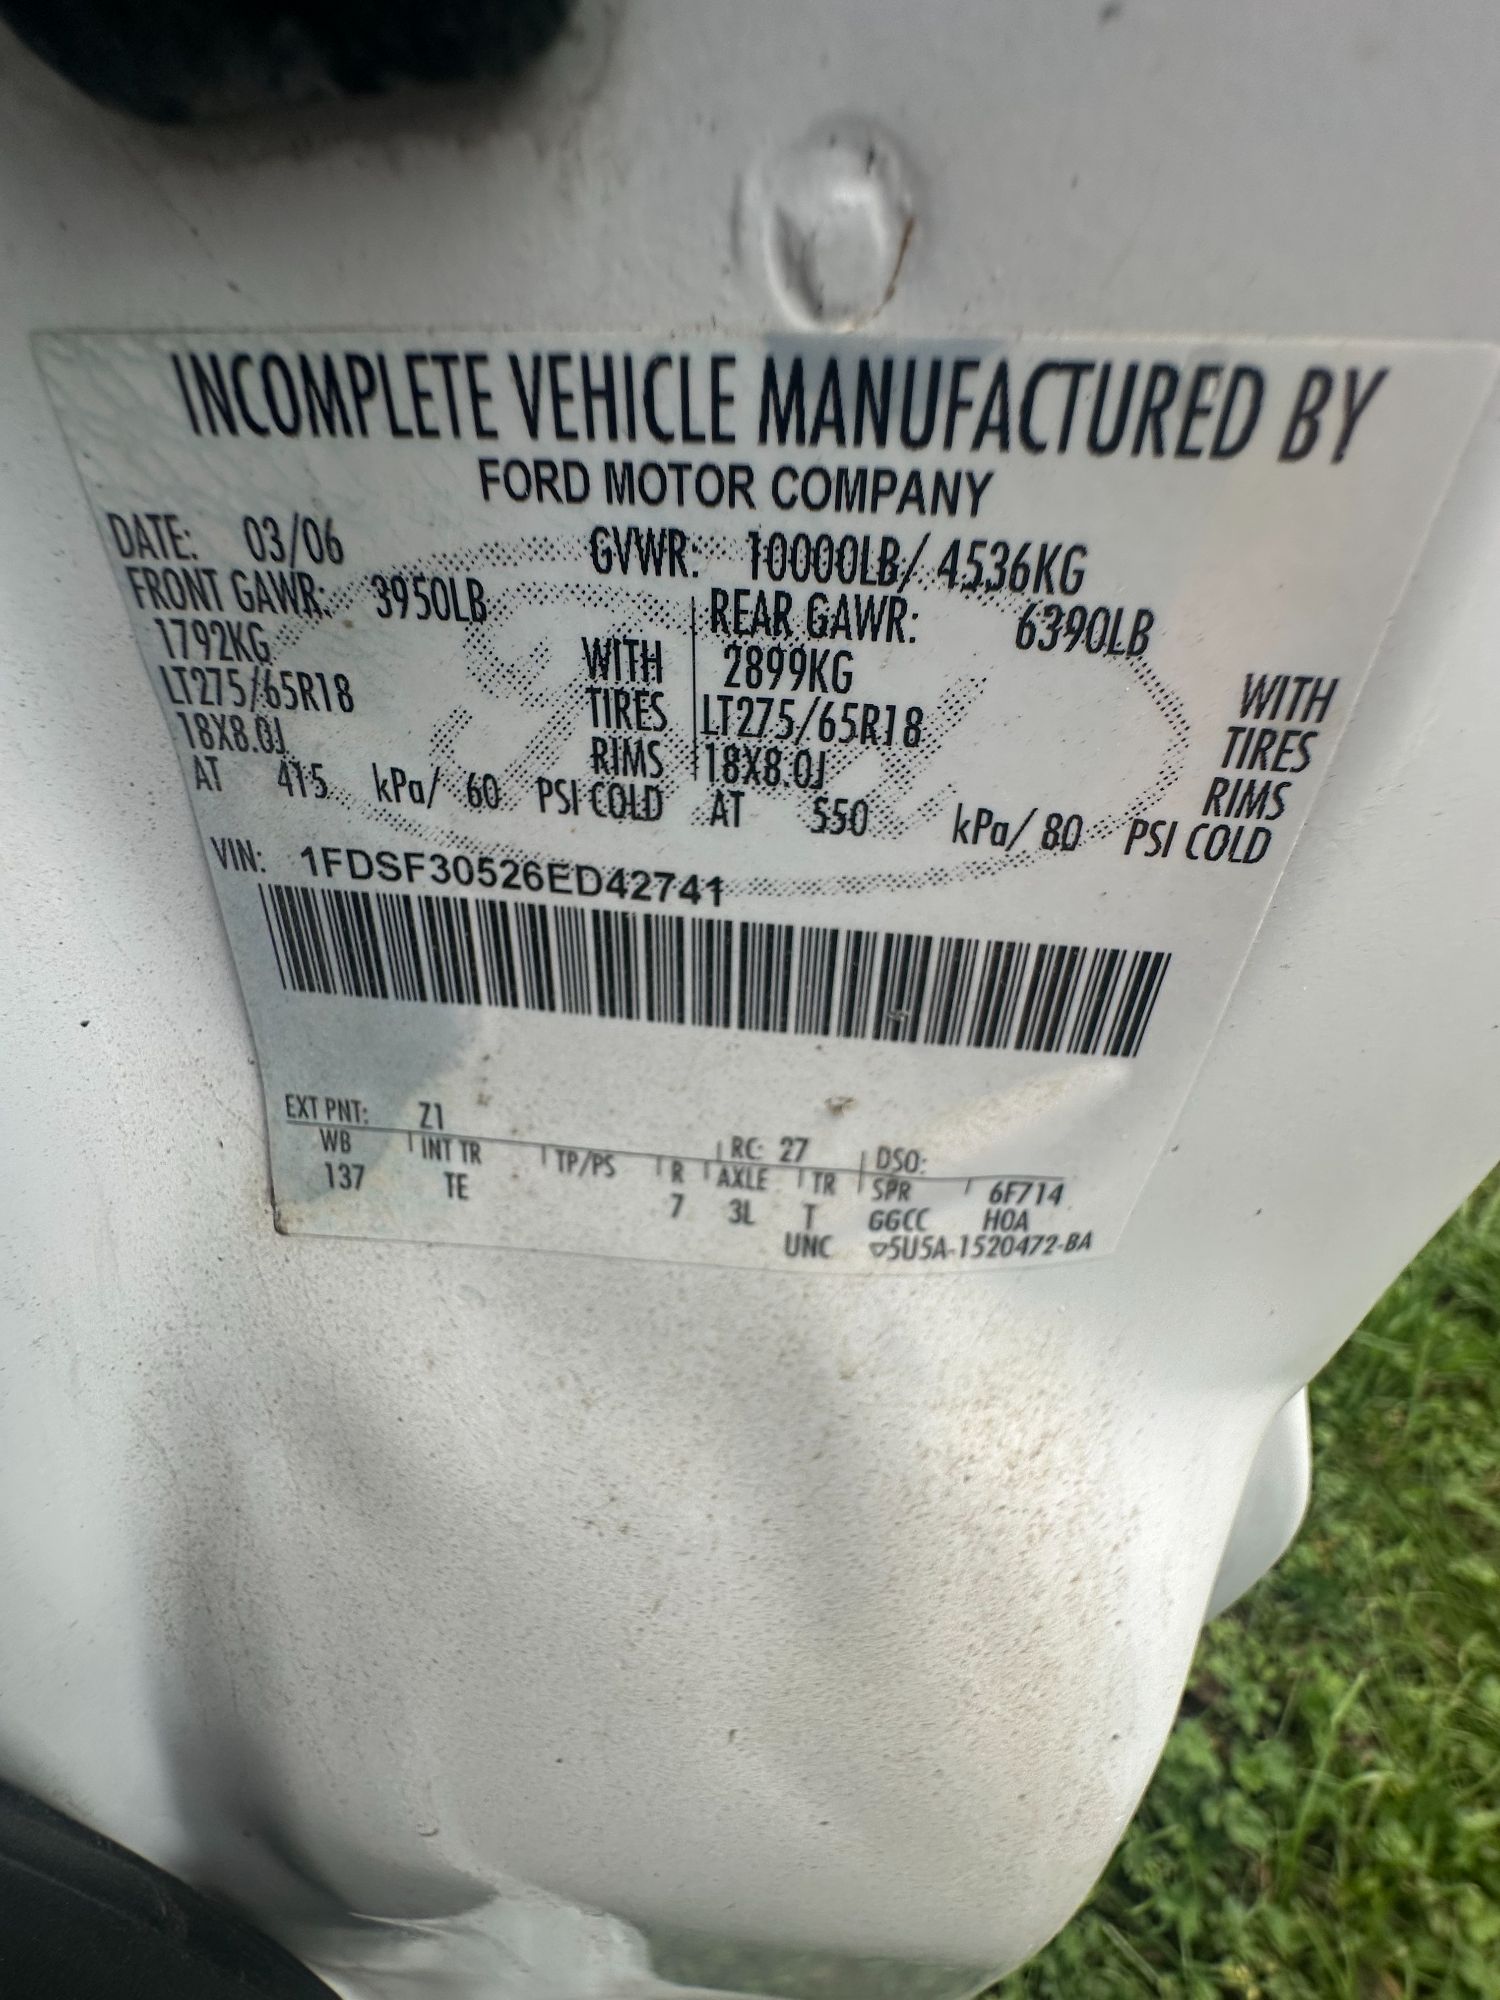 INCOMPLETE VEHICLE MANUFACTURED BY
FORD MOTOR COMPANY
DATE: 03/06 GVWR: 10000LB/ 4536KG
FRONT GAWR: 3950LB REAR GAWR: 6390LB
1792KG WITH 2899KG WITH
LT275/65R18 TIRES LT275/65R18 TIRES
18X8.0J RIMS 18X8.0J RIMS
AT 415 kPa/ 60 PSI COLD AT 550 kPa/ 80 PSI COLD
VIN: 1FDSF30526ED42741
EXT PNT: Z1 RC: 27 DSO:
WB INT TR TP/PS R AXLE TR SPR 6F714
137 TE 7 3L T GGCC HOA
UNC ▽5U5A-1520472-BA